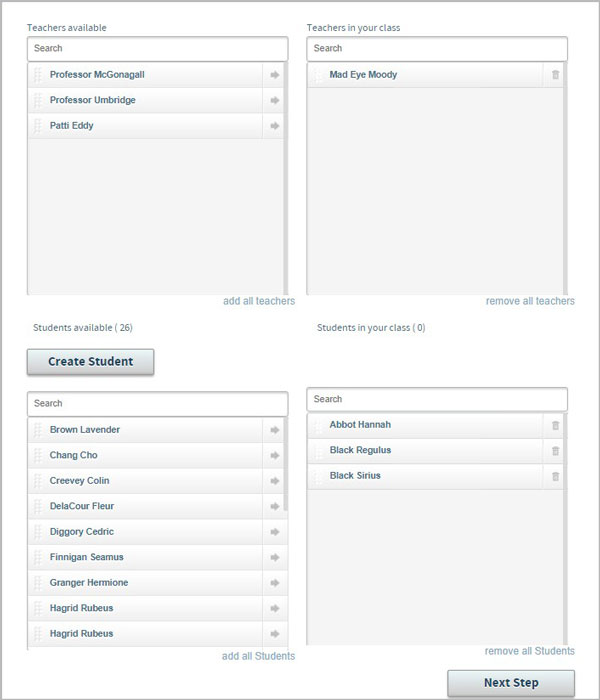 Teachers available
Search
Professor McGonagall
Professor Umbridge
Patti Eddy
add all teachers
Teachers in your class
Search
Mad Eye Moody
remove all teachers
Students available ( 26)
Create Student
Search
Brown Lavender
Chang Cho
Creevey Colin
DelaCour Fleur
Diggory Cedric
Finnigan Seamus
Granger Hermione
Hagrid Rubeus
Hagrid Rubeus
add all Students
Students in your class ( 0)
Search
Abbot Hannah
Black Regulus
Black Sirius
remove all Students
Next Step